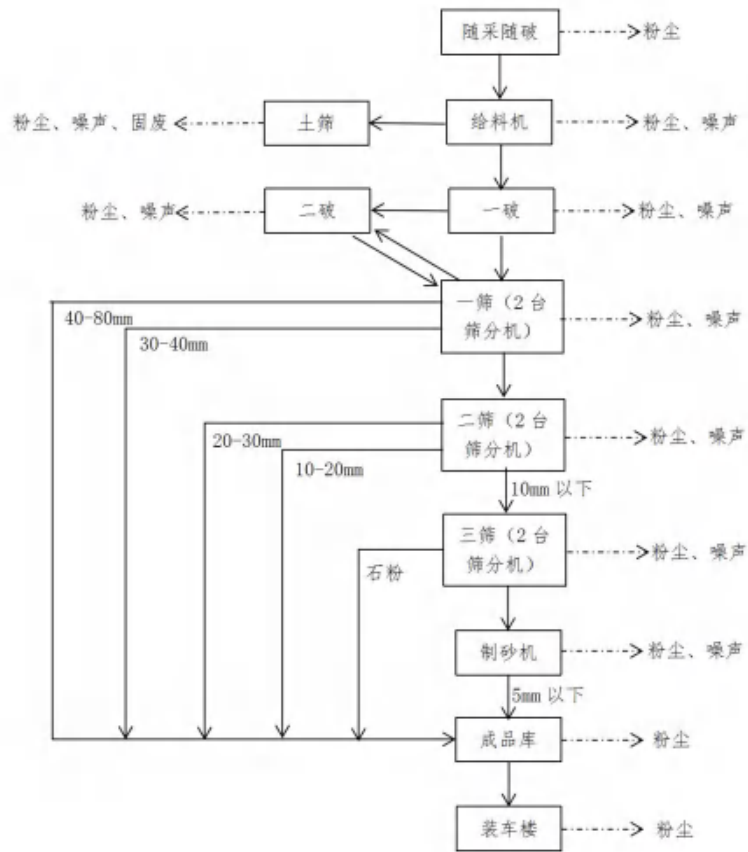 随采随破
粉尘
粉尘、噪声、固废
土筛
给料机
粉尘、噪声
粉尘、噪声
二破
一破
粉尘、噪声
一筛（2台
筛分机）
粉尘、噪声
40-80mm
30-40mm
二筛（2台
筛分机）
粉尘、噪声
20-30mm
10-20mm
10mm 以下
三筛（2台
筛分机）
粉尘、噪声
石粉
制砂机
粉尘、噪声
5mm 以下
成品库
粉尘
装车楼
粉尘